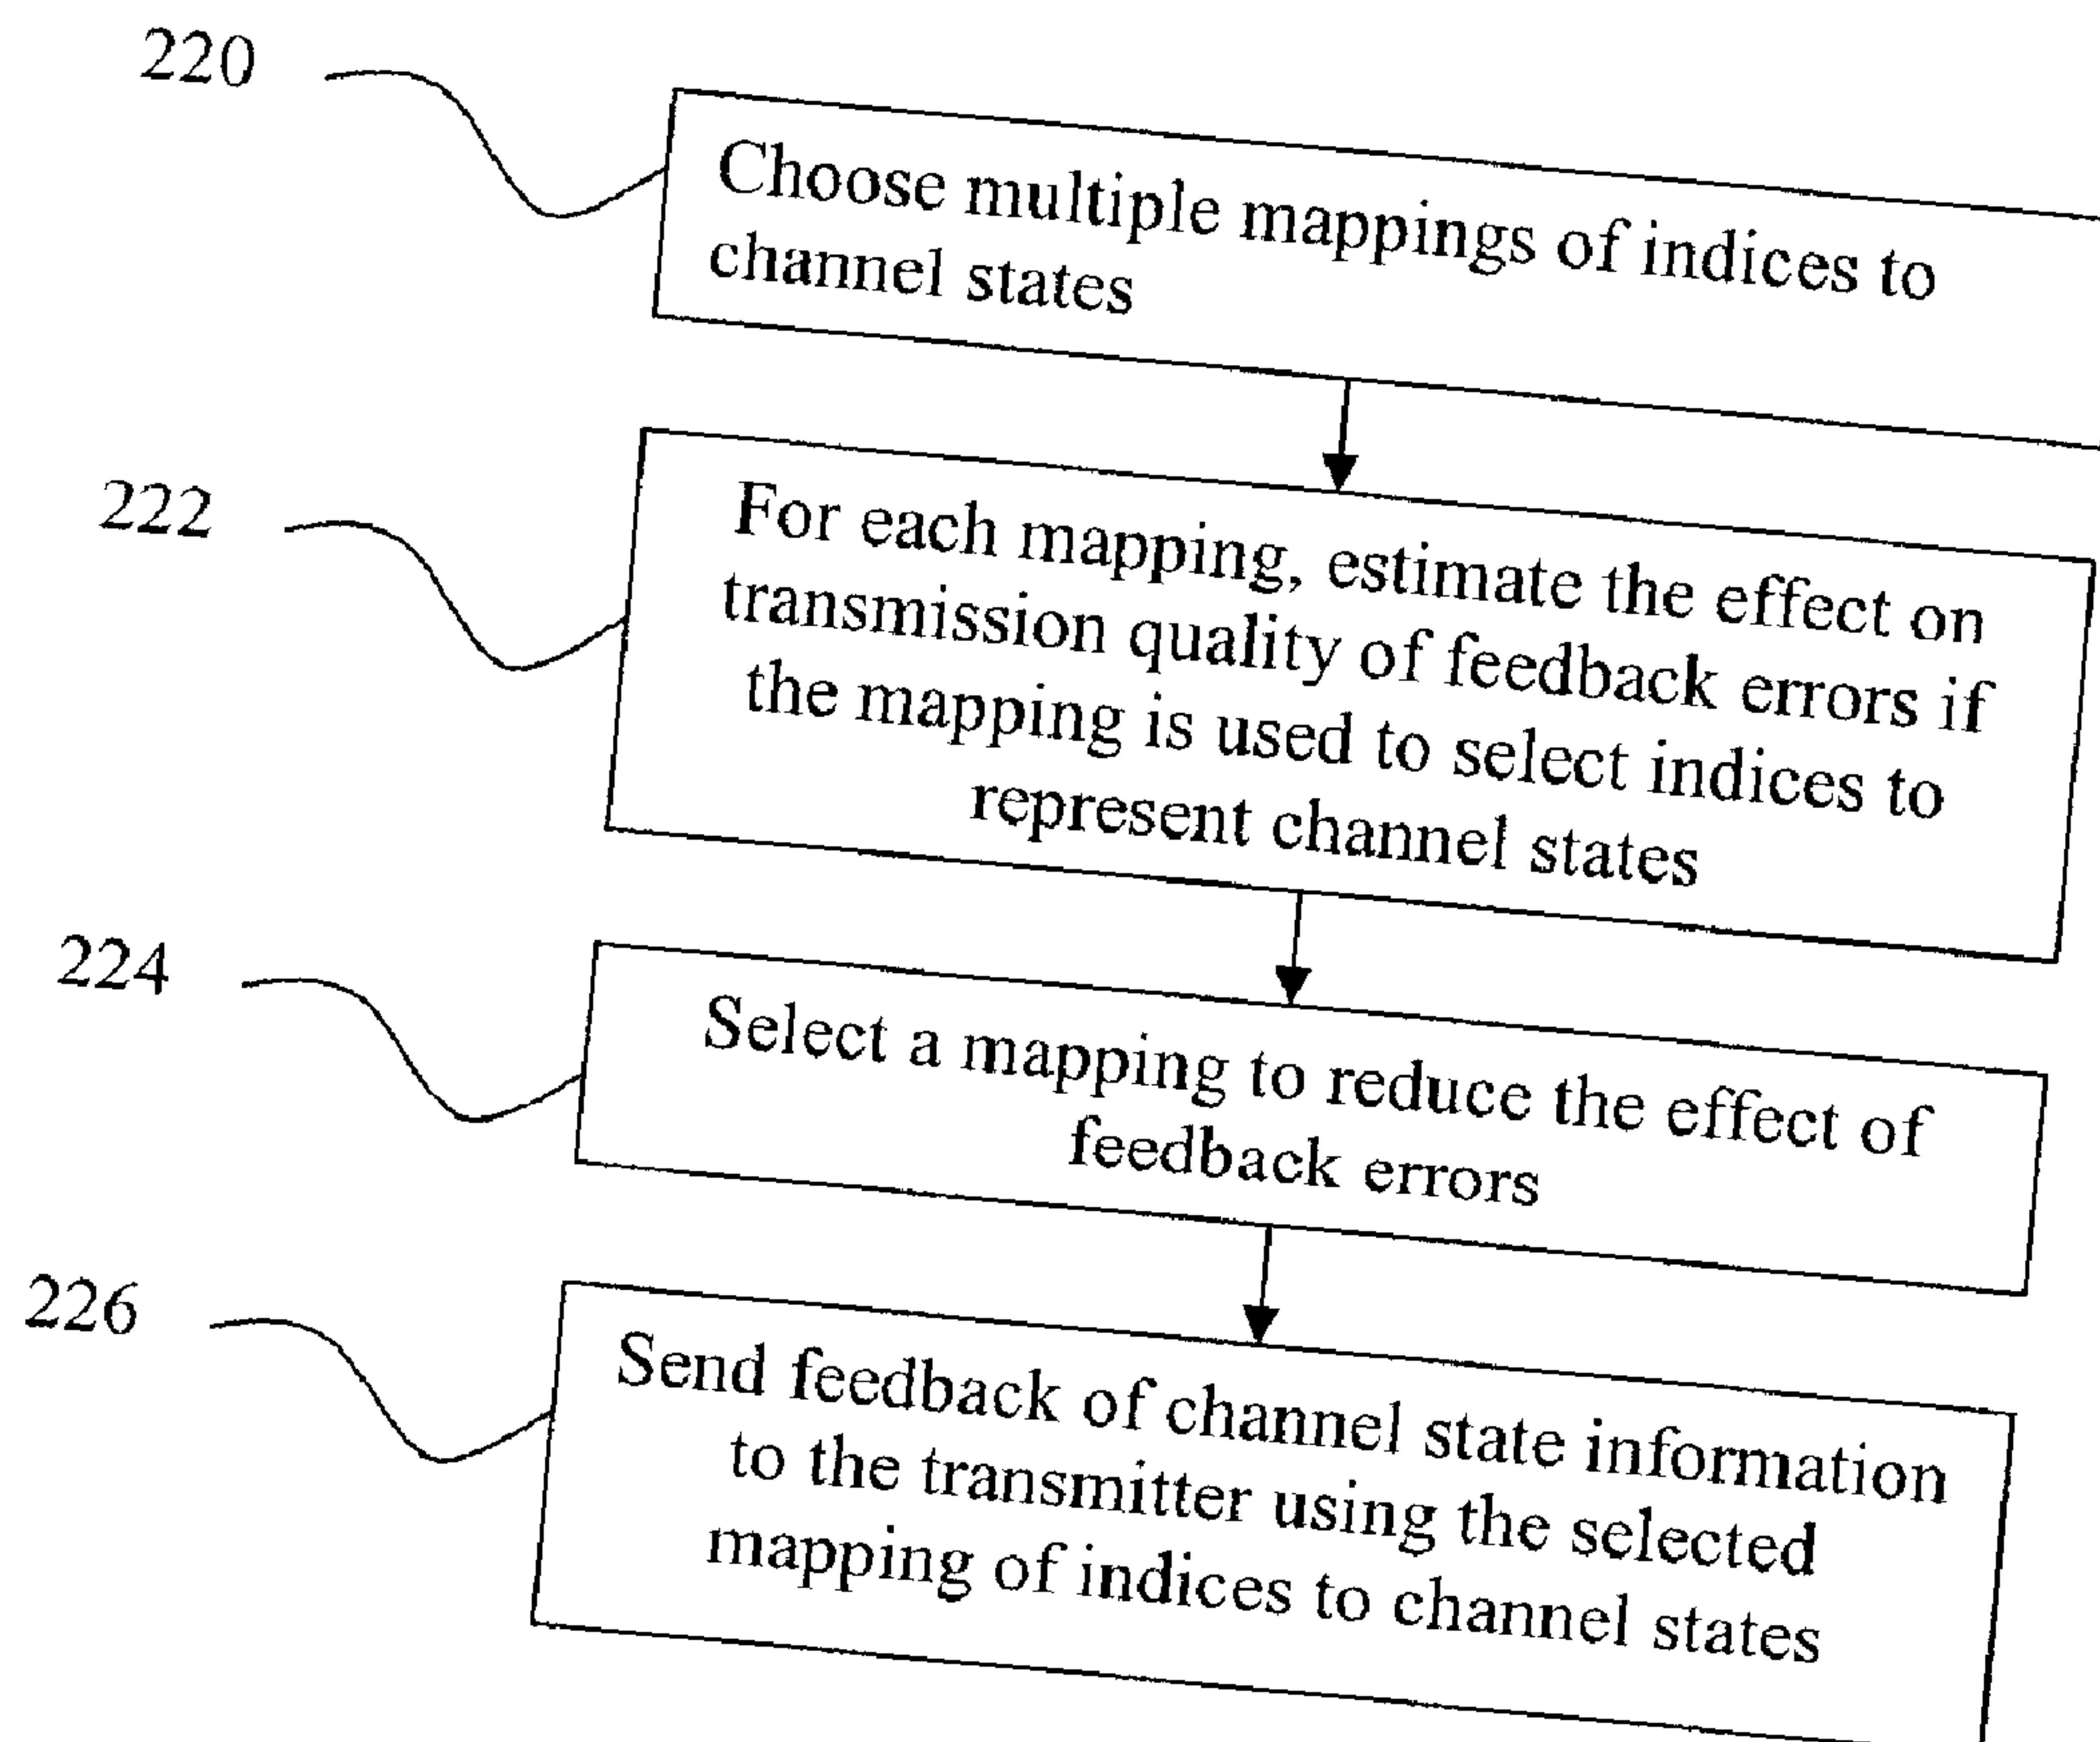 220
Choose multiple mappings of indices to
channel states
222
For each mapping, estimate the effect on
transmission quality of feedback errors if
the mapping is used to select indices to
represent channel states
224
Select a mapping to reduce the effect of
feedback errors
226
Send feedback of channel state information
to the transmitter using the selected
mapping of indices to channel states